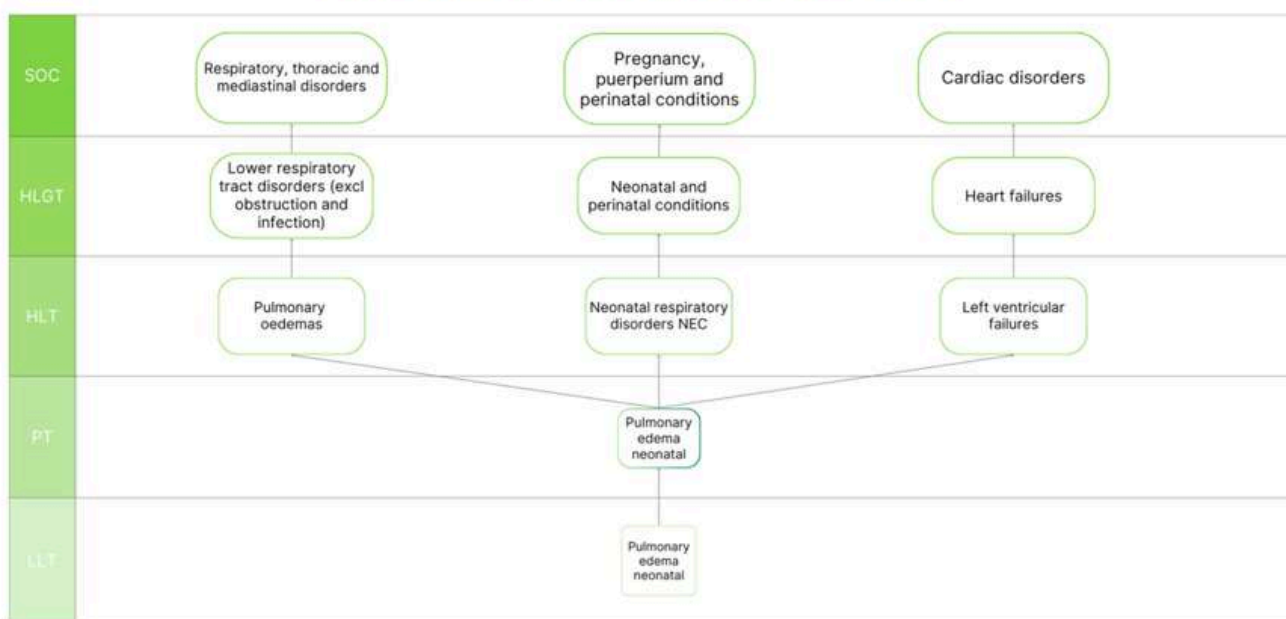 SOC
Respiratory, thoracic and
mediastinal disorders
Pregnancy,
puerperium and
perinatal conditions
Cardiac disorders
HLGT
Lower respiratory
tract disorders (excl
obstruction and
infection)
Neonatal and
perinatal conditions
Heart failures
HLT
Pulmonary
oedemas
Neonatal respiratory
disorders NEC
Left ventricular
failures
PT
Pulmonary
edema
neonatal
LLT
Pulmonary
edema
neonatal